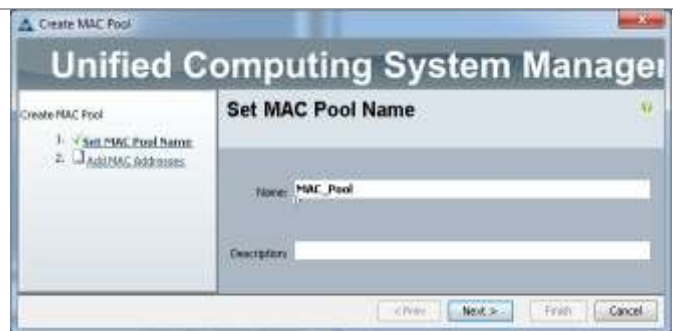 Create MAC Pool
Unified Computing System Manager
Create MAC Pool
1. Set MAC Pool Name
2. Add MAC Addresses
Set MAC Pool Name
Name: MAC_Pool
Description:
< Prev
Next >
Finish
Cancel